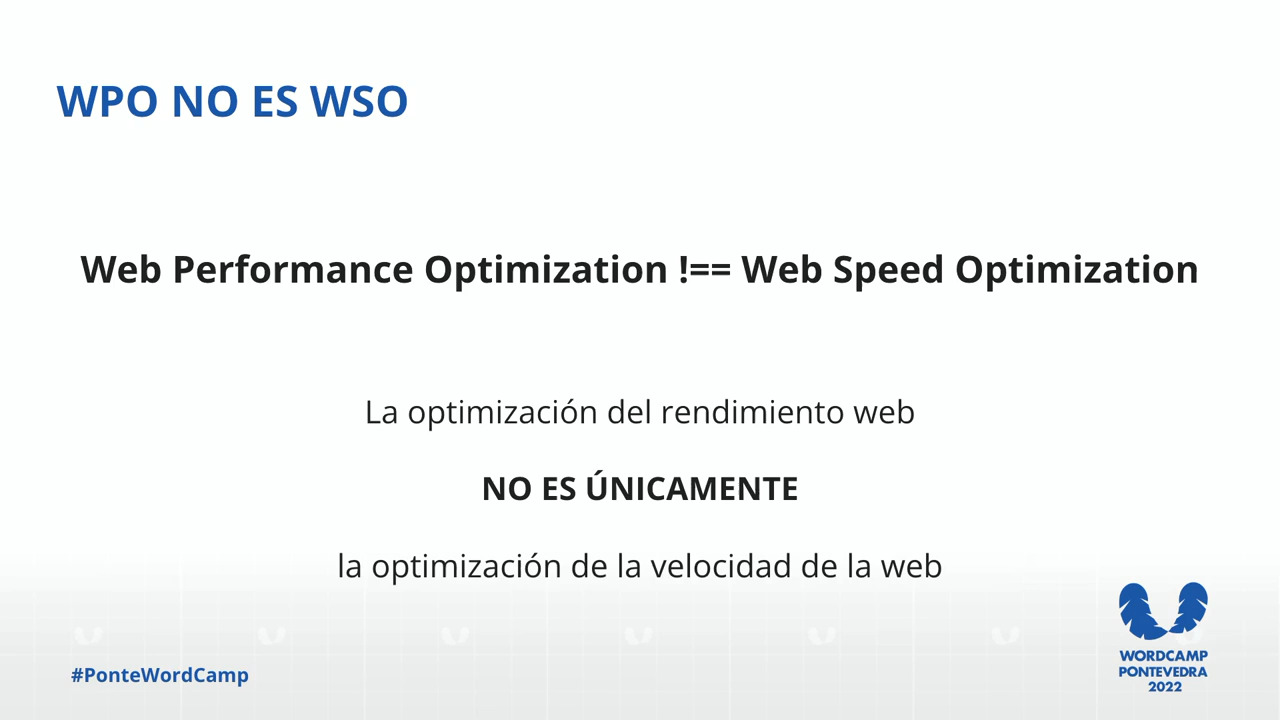 WPO NO ES WSO
Web Performance Optimization !== Web Speed Optimization
La optimización del rendimiento web
NO ES ÚNICAMENTE
la optimización de la velocidad de la web
#PonteWordCamp
WORDCAMP
PONTEVEDRA
2022